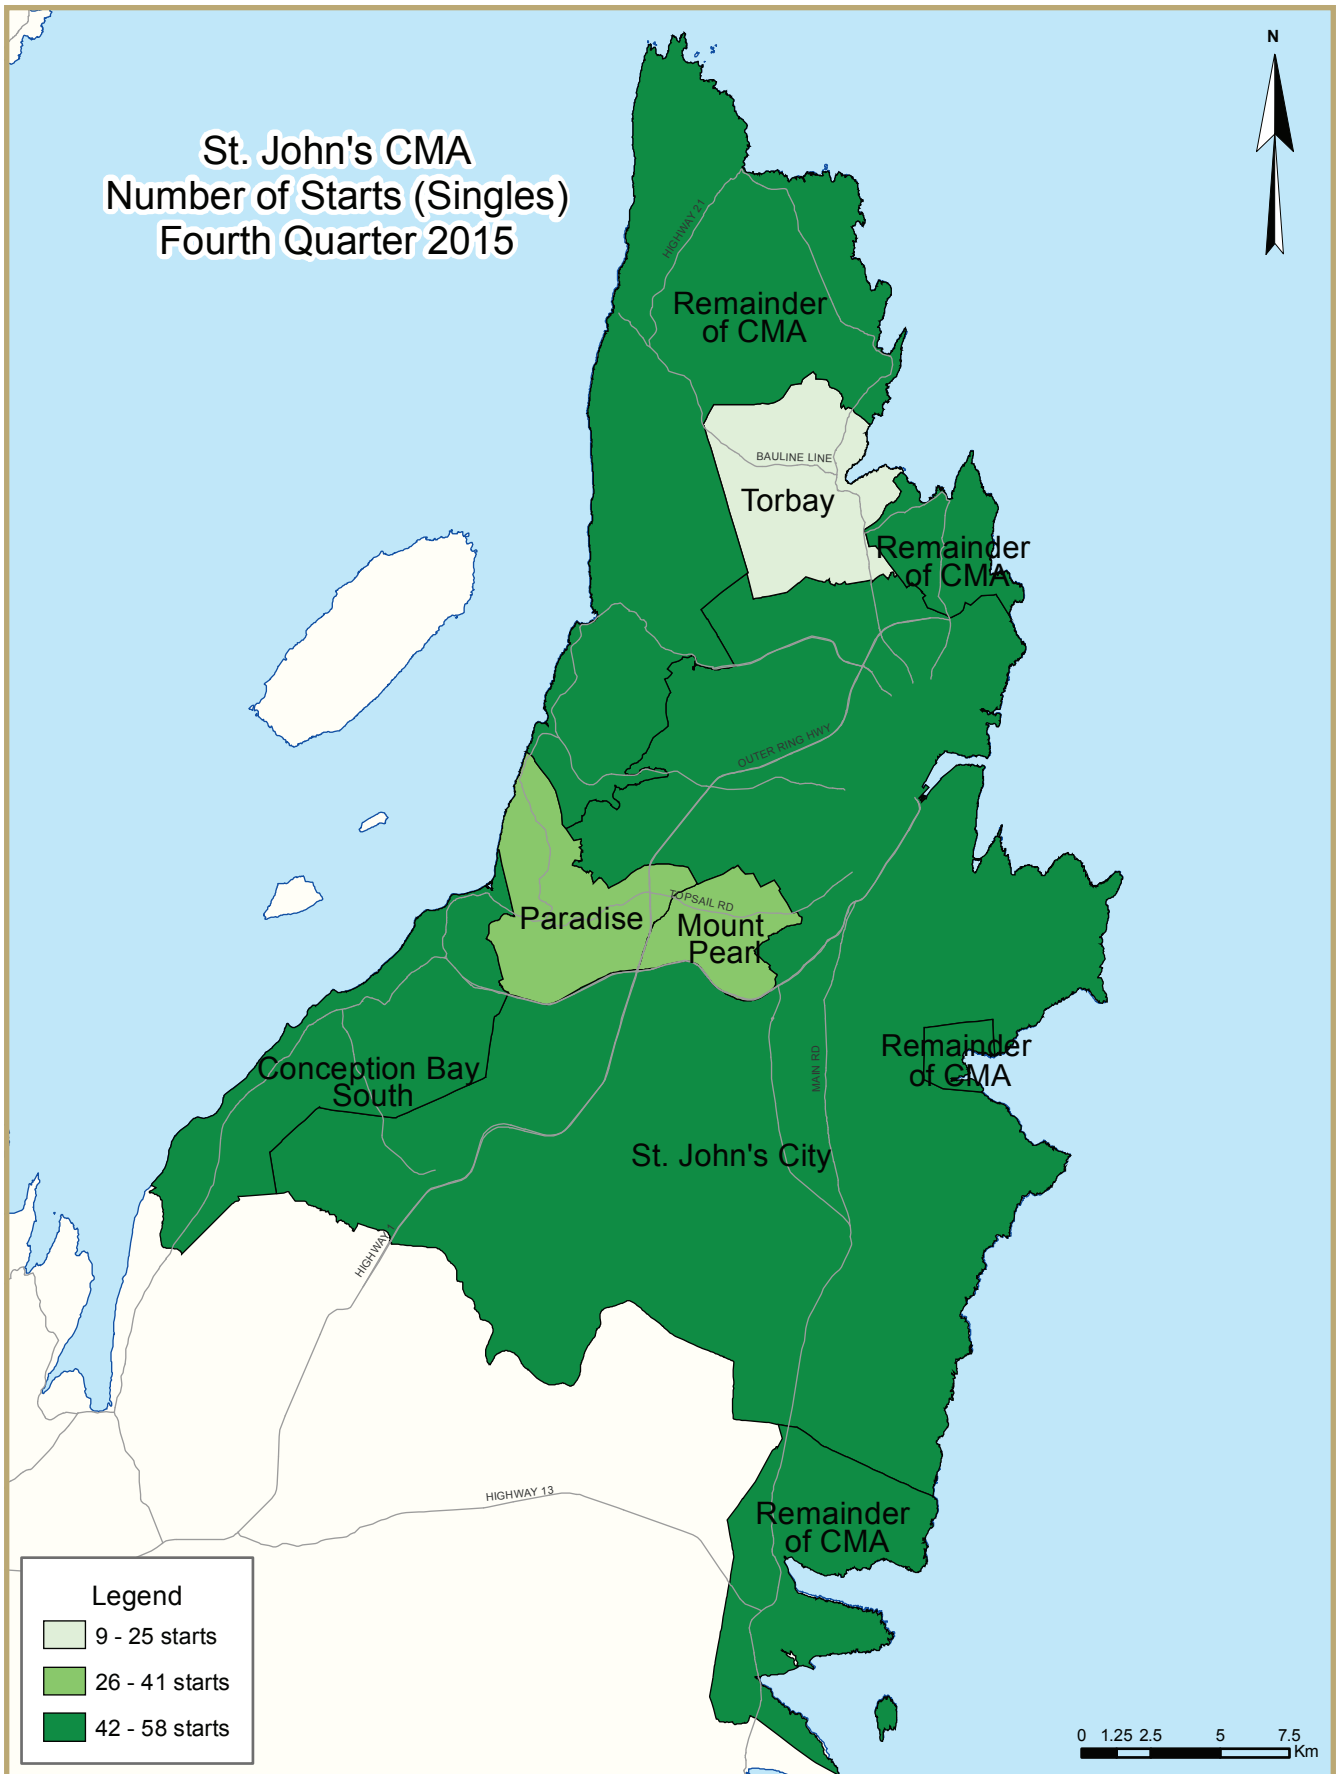 N
St. John's CMA
Number of Starts (Singles)
Fourth Quarter 2015
HIGHWAY 21
Remainder
of CMA
BAULINE LINE
Torbay
Remainder
of CMA
OUTER RING HWY
TOPSAIL RD
Paradise
Mount
Pearl
MAIN RD
Remainder
of CMA
Conception Bay
South
St. John's City
HIGHWAY 1
HIGHWAY 13
Remainder
of CMA
Legend
9 - 25 starts
26 - 41 starts
42 - 58 starts
0 1.25 2.5 5 7.5
Km